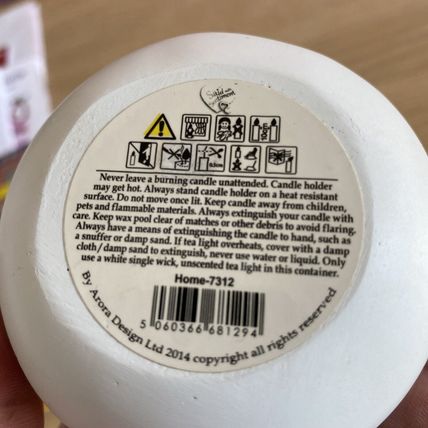 Said with Sentiment
Never leave a burning candle unattended. Candle holder
may get hot. Always stand candle holder on a heat resistant
surface. Do not move once lit. Keep candle away from children,
pets and flammable materials. Always extinguish your candle with
care. Keep wax pool clear of matches or other debris to avoid flaring.
Always have a means of extinguishing the candle to hand, such as
a snuffer or damp sand. If tea light overheats, cover with a damp
cloth / damp sand to extinguish, never use water or liquid. Only
use a white single wick, unscented tea light in this container.
Home-7312
5 060366 681294
By Arora Design Ltd 2014 copyright all rights reserved